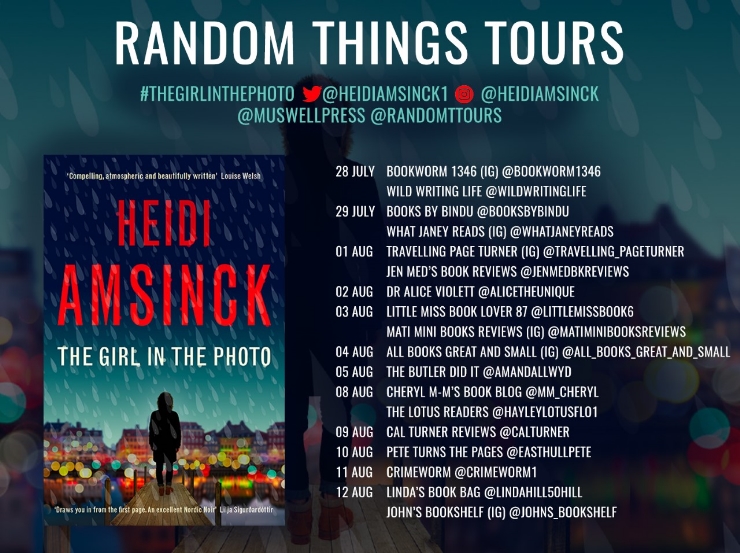 RANDOM THINGS TOURS
#THEGIRLINTHEPHOTO @HEIDIAMSINCK1 @HEIDIAMSINCK
@MUSWELLPRESS @RANDOMTTOURS
'Compelling, atmospheric and beautifully written' Louise Welsh
HEIDI
AMSINCK
THE GIRL IN THE PHOTO
'Draws you in from the first page. An excellent Nordic Noir' Lilja Sigurdardóttir
28 JULY BOOKWORM 1346 (IG) @BOOKWORM1346
WILD WRITING LIFE @WILDWRITINGLIFE
29 JULY BOOKS BY BINDU @BOOKSBYBINDU
WHAT JANEY READS (IG) @WHATJANEYREADS
01 AUG TRAVELLING PAGE TURNER (IG) @TRAVELLING_PAGETURNER
JEN MED'S BOOK REVIEWS @JENMEDBKREVIEWS
02 AUG DR ALICE VIOLETT @ALICETHEUNIQUE
03 AUG LITTLE MISS BOOK LOVER 87 @LITTLEMISSBOOK6
MATI MINI BOOKS REVIEWS (IG) @MATIMINIBOOKSREVIEWS
04 AUG ALL BOOKS GREAT AND SMALL (IG) @ALL_BOOKS_GREAT_AND_SMALL
05 AUG THE BUTLER DID IT @AMANDALLWYD
08 AUG CHERYL M-M'S BOOK BLOG @MM_CHERYL
THE LOTUS READERS @HAYLEYLOTUSFLO1
09 AUG CAL TURNER REVIEWS @CALTURNER
10 AUG PETE TURNS THE PAGES @EASTHULLPETE
11 AUG CRIMEWORM @CRIMEWORM1
12 AUG LINDA'S BOOK BAG @LINDAHILL50HILL
JOHN'S BOOKSHELF (IG) @JOHNS_BOOKSHELF